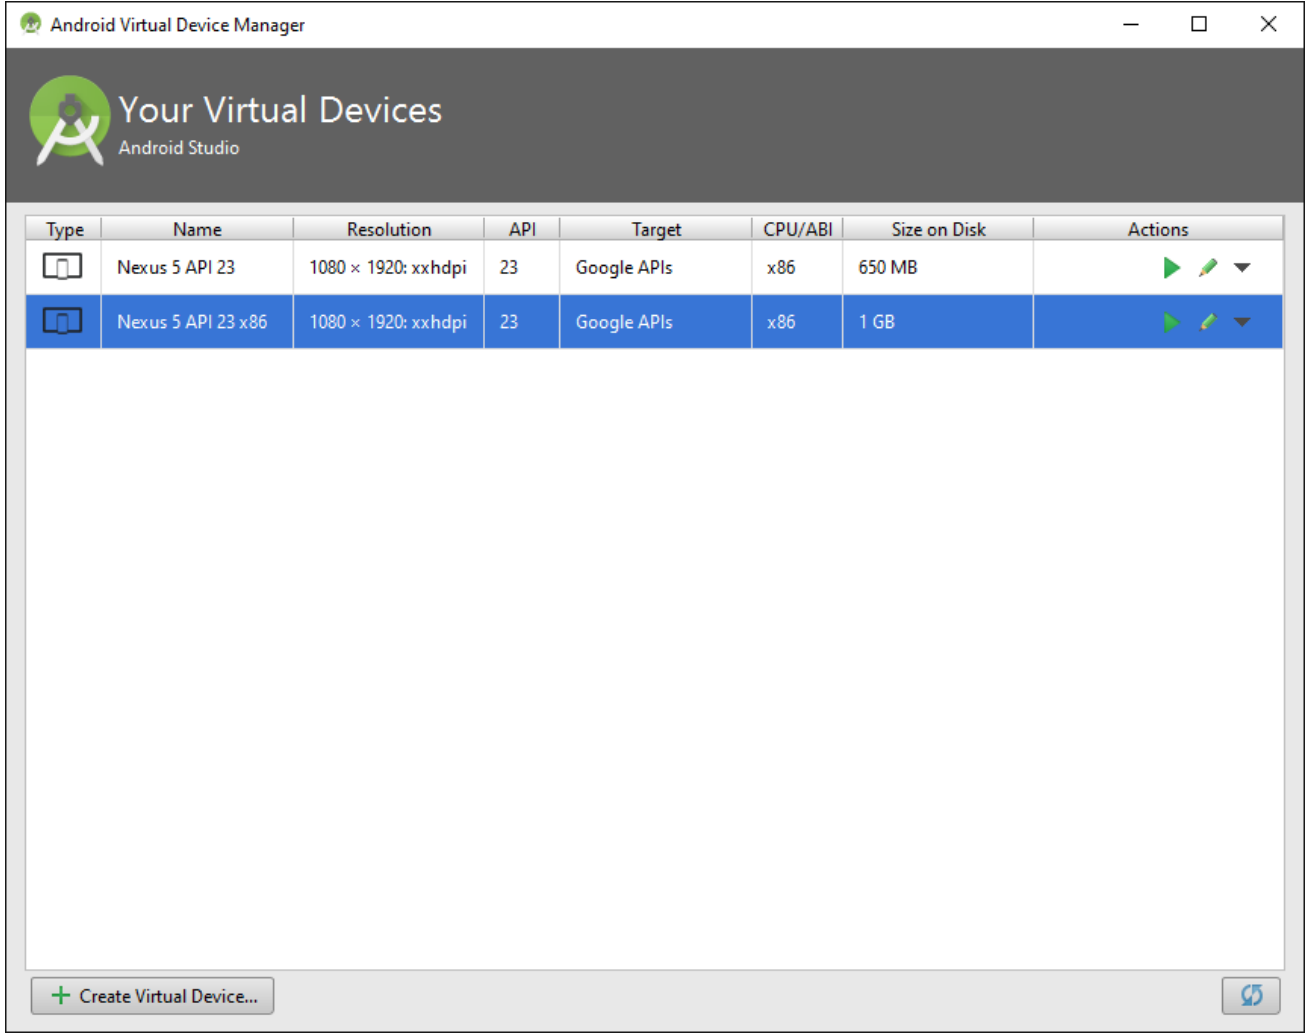 Android Virtual Device Manager
Your Virtual Devices
Android Studio
Type Name Resolution API Target CPU/ABI Size on Disk Actions
Nexus 5 API 23 1080 × 1920: xxhdpi 23 Google APIs x86 650 MB
Nexus 5 API 23 x86 1080 × 1920: xxhdpi 23 Google APIs x86 1 GB
Create Virtual Device...